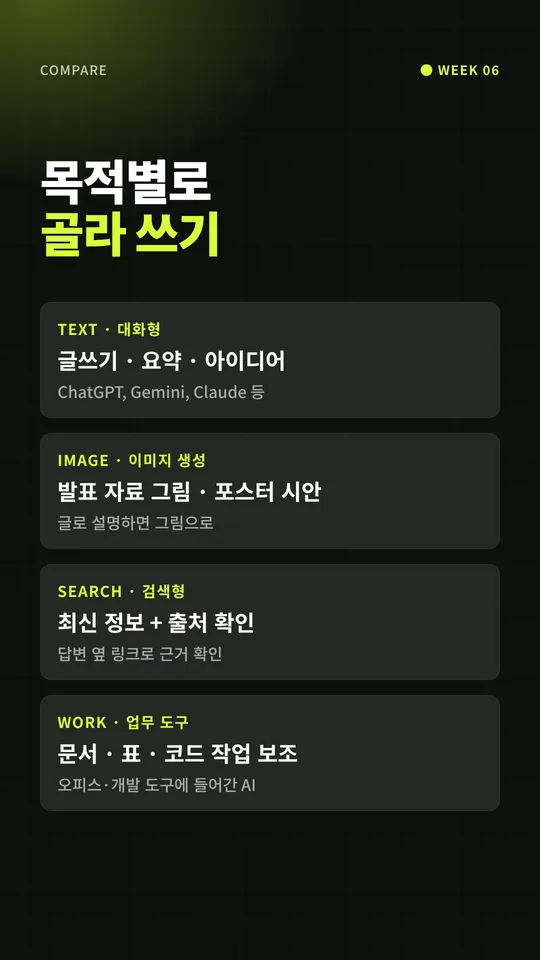 COMPARE
WEEK 06
목적별로
골라 쓰기
TEXT · 대화형
글쓰기 · 요약 · 아이디어
ChatGPT, Gemini, Claude 등
IMAGE · 이미지 생성
발표 자료 그림 · 포스터 시안
글로 설명하면 그림으로
SEARCH · 검색형
최신 정보 + 출처 확인
답변 옆 링크로 근거 확인
WORK · 업무 도구
문서 · 표 · 코드 작업 보조
오피스·개발 도구에 들어간 AI